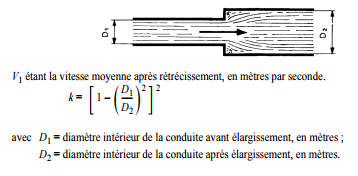 D₁
D₂
V₁ étant la vitesse moyenne après rétrécissement, en mètres par seconde.
k = [1 − (D₁/D₂)²]²
avec D₁ = diamètre intérieur de la conduite avant élargissement, en mètres ;
D₂ = diamètre intérieur de la conduite après élargissement, en mètres.